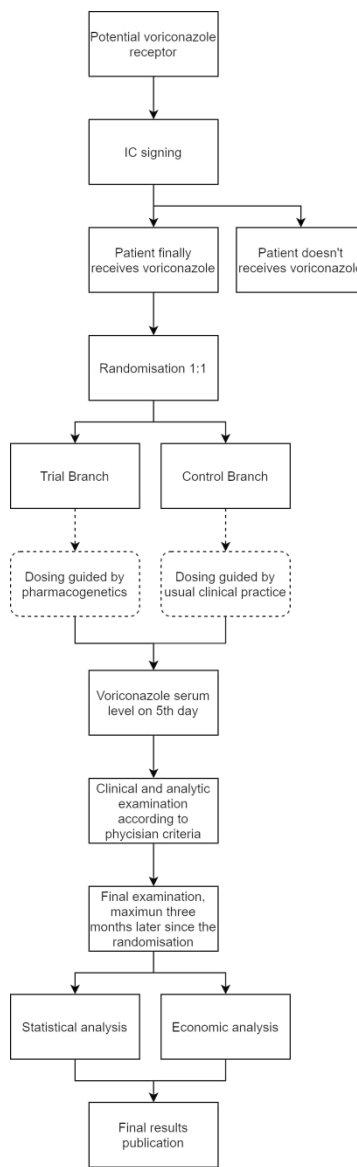 Potential voriconazole
receptor
IC signing
Patient finally
receives voriconazole
Patient doesn't
receives voriconazole
Randomisation 1:1
Trial Branch
Control Branch
Dosing guided by
pharmacogenetics
Dosing guided by
usual clinical practice
Voriconazole serum
level on 5th day
Clinical and analytic
examination
according to
phycisian criteria
Final examination,
maximun three
months later since the
randomisation
Statistical analysis
Economic analysis
Final results
publication